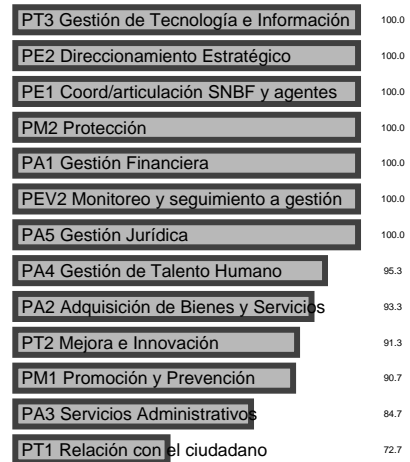 PT3 Gestión de Tecnología e Información 100.0
PE2 Direccionamiento Estratégico 100.0
PE1 Coord/articulación SNBF y agentes 100.0
PM2 Protección 100.0
PA1 Gestión Financiera 100.0
PEV2 Monitoreo y seguimiento a gestión 100.0
PA5 Gestión Jurídica 100.0
PA4 Gestión de Talento Humano 95.3
PA2 Adquisición de Bienes y Servicios 93.3
PT2 Mejora e Innovación 91.3
PM1 Promoción y Prevención 90.7
PA3 Servicios Administrativos 84.7
PT1 Relación con el ciudadano 72.7